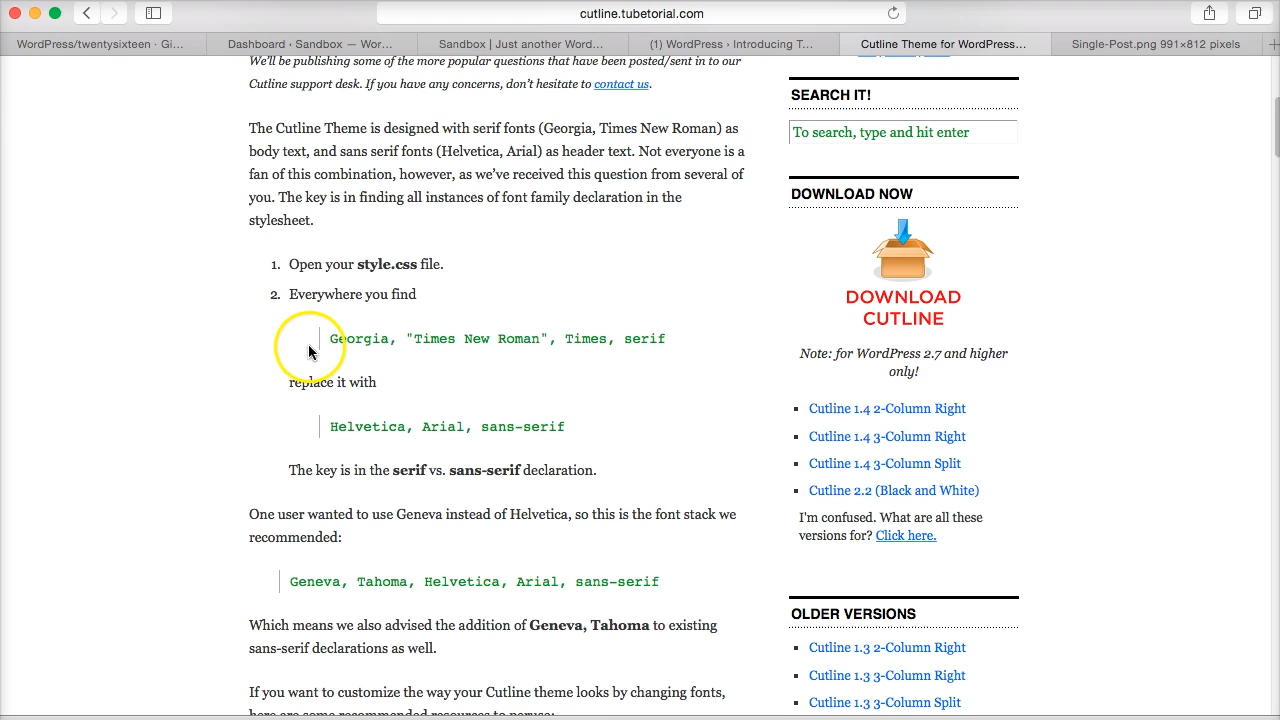 cutline.tubetorial.com
WordPress/twentysixteen · Gi...
Dashboard ‹ Sandbox — Wor...
Sandbox | Just another Word...
(1) WordPress › Introducing T...
Cutline Theme for WordPress...
Single-Post.png 991×812 pixels
We'll be publishing some of the more popular questions that have been posted/sent in to our
Cutline support desk. If you have any concerns, don't hesitate to contact us.
The Cutline Theme is designed with serif fonts (Georgia, Times New Roman) as
body text, and sans serif fonts (Helvetica, Arial) as header text. Not everyone is a
fan of this combination, however, as we've received this question from several of
you. The key is in finding all instances of font family declaration in the
stylesheet.
1. Open your style.css file.
2. Everywhere you find
Georgia, "Times New Roman", Times, serif
replace it with
Helvetica, Arial, sans-serif
The key is in the serif vs. sans-serif declaration.
One user wanted to use Geneva instead of Helvetica, so this is the font stack we
recommended:
Geneva, Tahoma, Helvetica, Arial, sans-serif
Which means we also advised the addition of Geneva, Tahoma to existing
sans-serif declarations as well.
If you want to customize the way your Cutline theme looks by changing fonts,
here are some recommended resources to peruse:
SEARCH IT!
To search, type and hit enter
DOWNLOAD NOW
DOWNLOAD
CUTLINE
Note: for WordPress 2.7 and higher
only!
Cutline 1.4 2-Column Right
Cutline 1.4 3-Column Right
Cutline 1.4 3-Column Split
Cutline 2.2 (Black and White)
I'm confused. What are all these
versions for? Click here.
OLDER VERSIONS
Cutline 1.3 2-Column Right
Cutline 1.3 3-Column Right
Cutline 1.3 3-Column Split